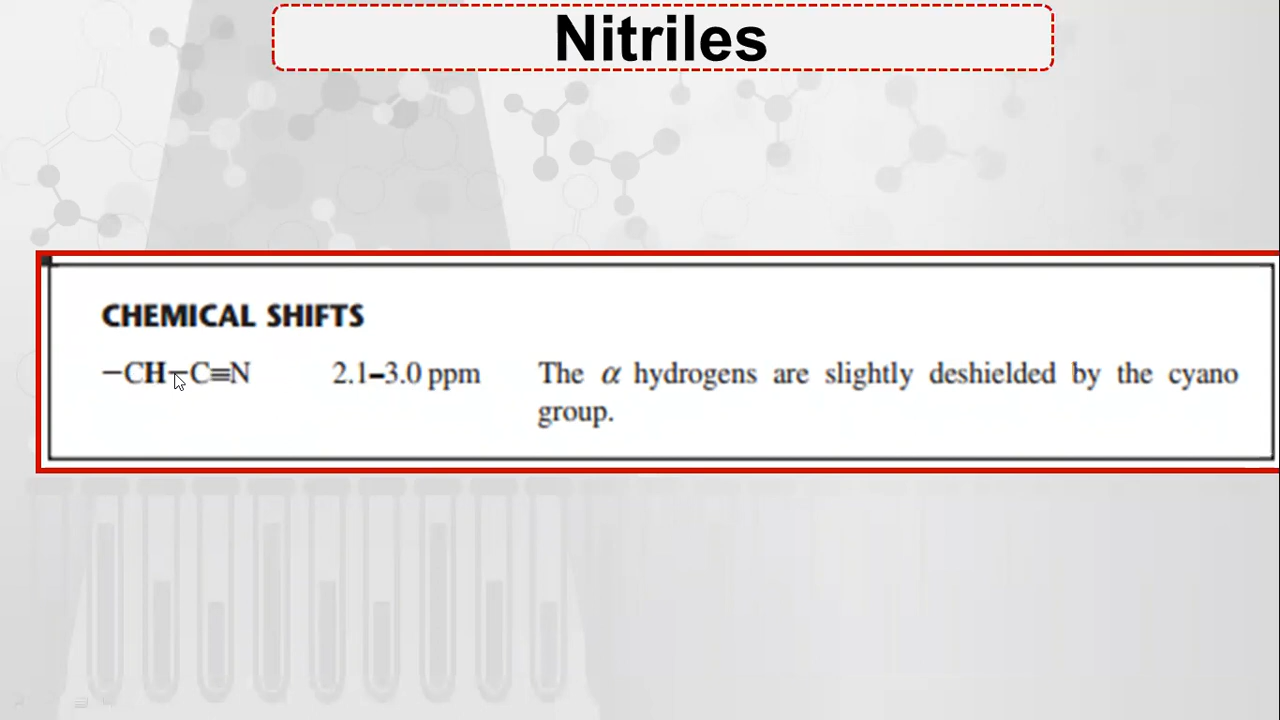 Nitriles
CHEMICAL SHIFTS
–CH–C≡N 2.1–3.0 ppm The α hydrogens are slightly deshielded by the cyano
group.